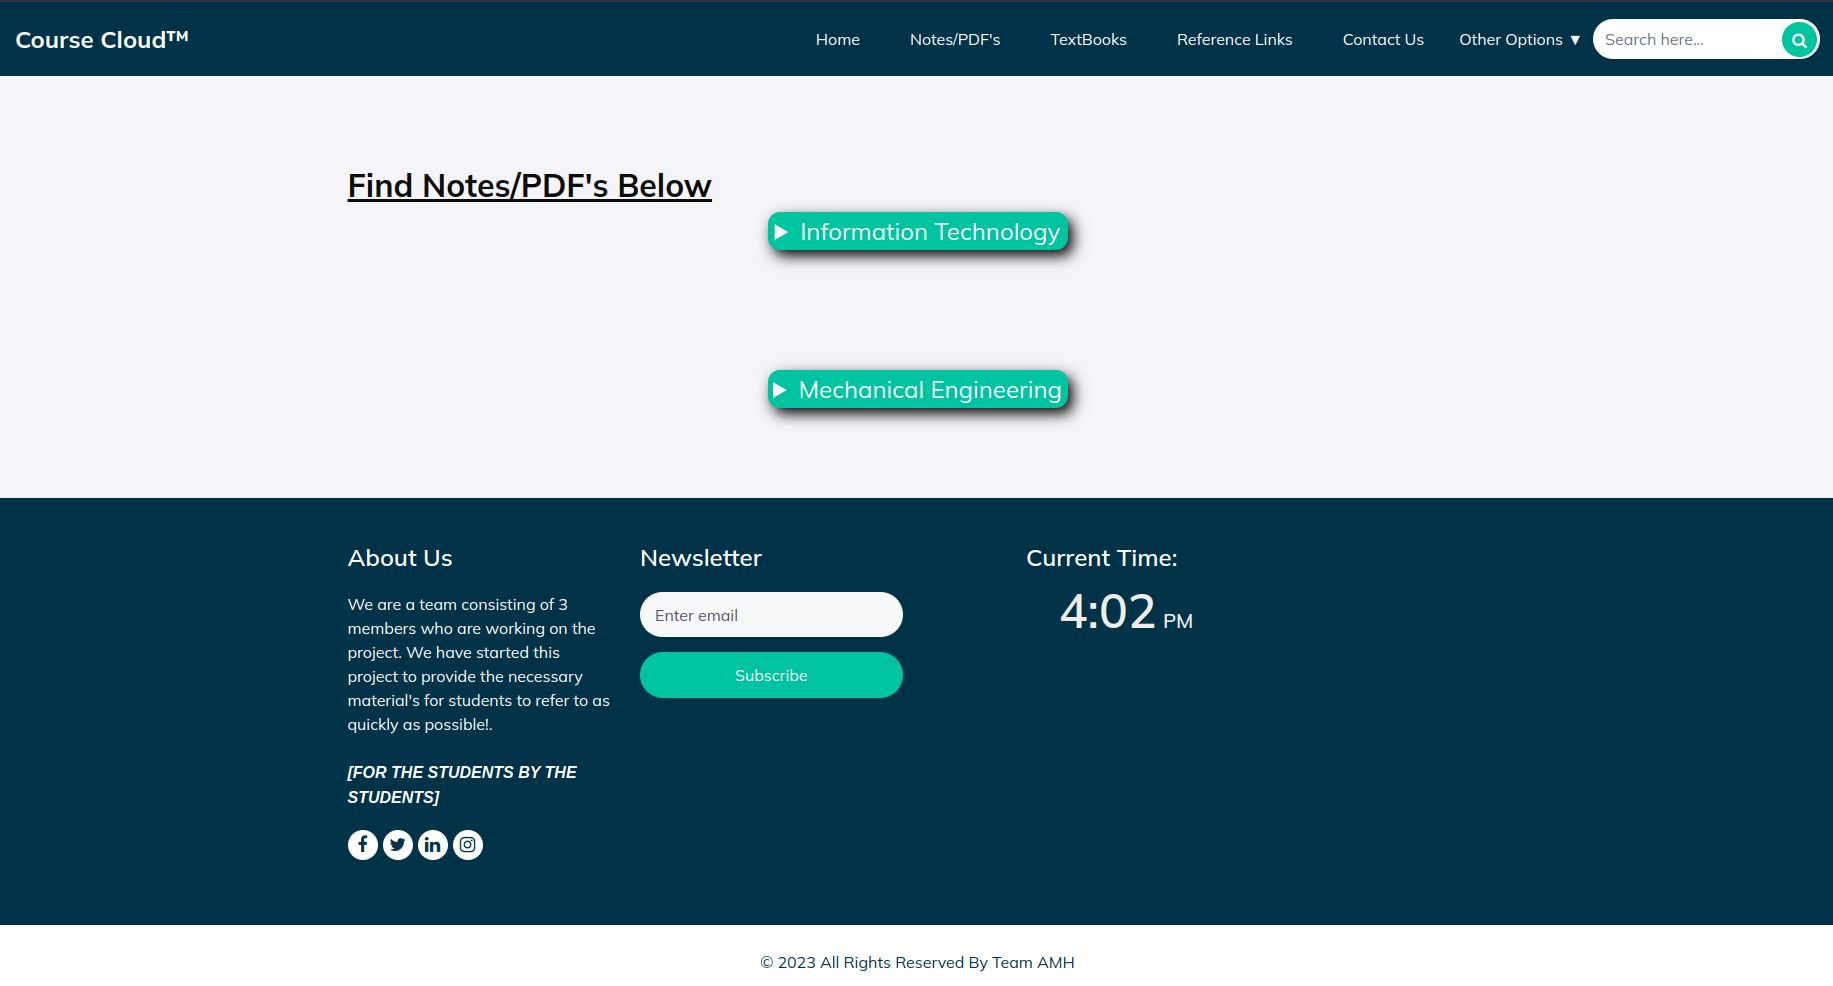 Course Cloud™
Home
Notes/PDF's
TextBooks
Reference Links
Contact Us
Other Options ▼
Search here...
Find Notes/PDF's Below
▶ Information Technology
▶ Mechanical Engineering
About Us
We are a team consisting of 3
members who are working on the
project. We have started this
project to provide the necessary
material's for students to refer to as
quickly as possible!.
[FOR THE STUDENTS BY THE
STUDENTS]
Newsletter
Enter email
Subscribe
Current Time:
4:02 PM
© 2023 All Rights Reserved By Team AMH